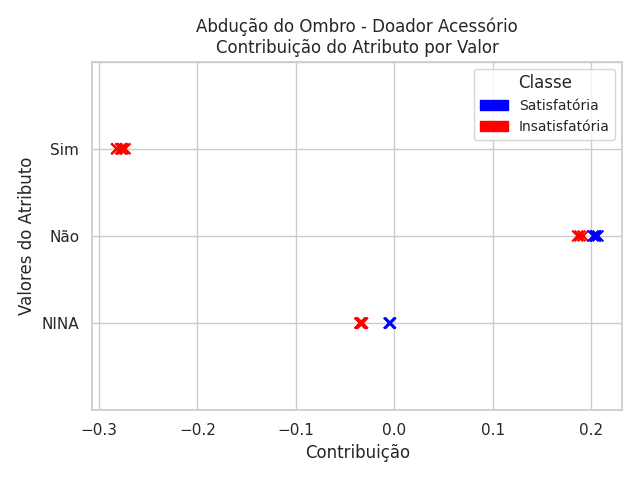 Abdução do Ombro - Doador Acessório
Contribuição do Atributo por Valor
Classe
Satisfatória
Insatisfatória
Valores do Atributo
Sim
Não
NINA
−0.3
−0.2
−0.1
0.0
0.1
0.2
Contribuição